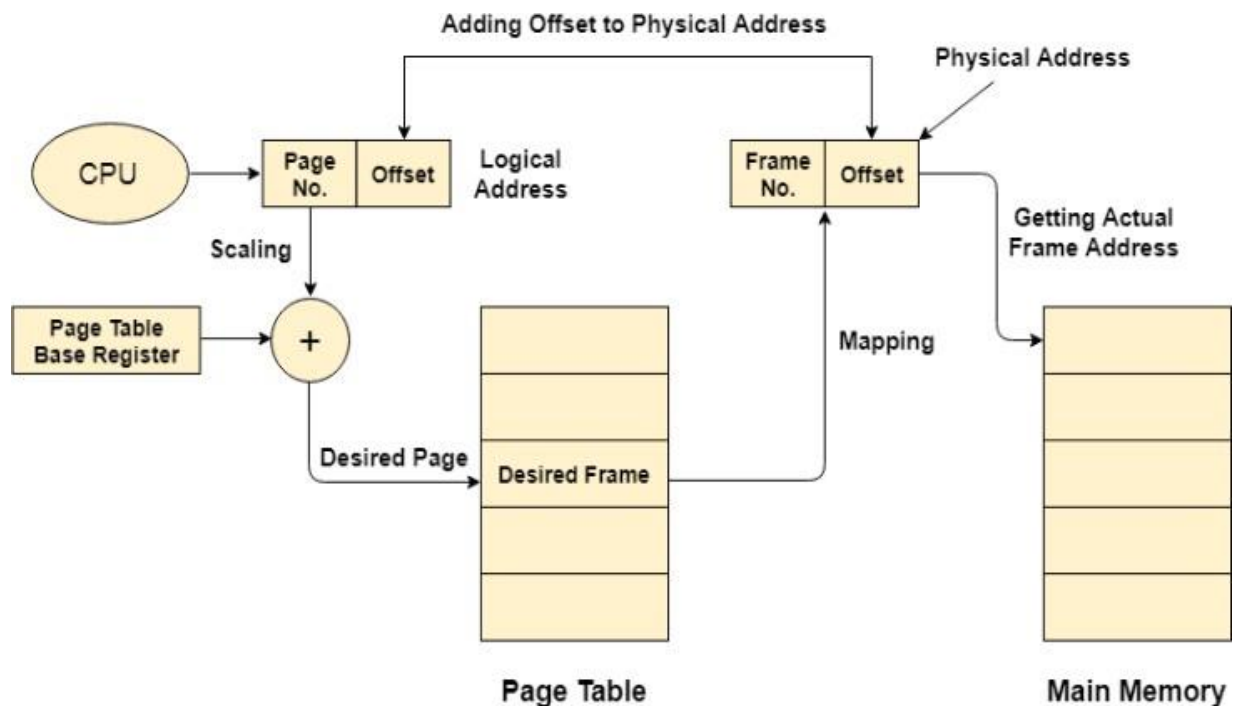 Adding Offset to Physical Address
Physical Address
CPU
Page
No.
Offset
Logical
Address
Frame
No.
Offset
Scaling
Getting Actual
Frame Address
Page Table
Base Register
+
Mapping
Desired Page
Desired Frame
Page Table
Main Memory